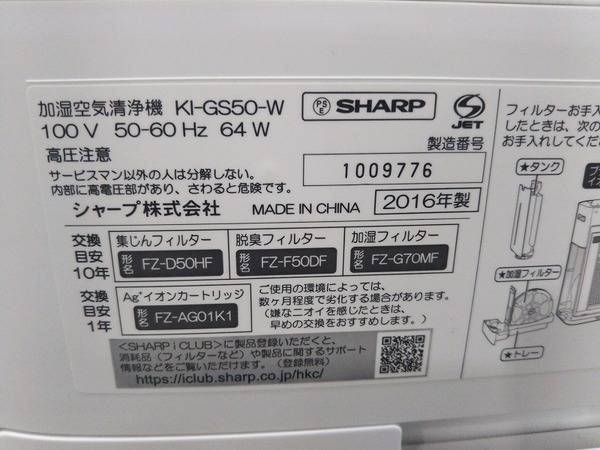 加湿空気清浄機 KI-GS50-W
PSE SHARP
JET
100V 50-60Hz 64W
高圧注意
製造番号
サービスマン以外の人は分解しない。
内部に高電圧部があり、さわると危険です。
1009776
シャープ株式会社 MADE IN CHINA 2016年製
交換目安10年
集じんフィルター
形名 FZ-D50HF
脱臭フィルター
形名 FZ-F50DF
加湿フィルター
形名 FZ-G70MF
交換目安1年
Ag+イオンカートリッジ
形名 FZ-AG01K1
ご使用の環境によっては、
数ヶ月程度で劣化する場合があります。
(嫌なニオイを感じたときは、
早めの交換をおすすめします。)
<SHARP i CLUB>に製品登録いただくと、
消耗品(フィルターなど)や製品に関するサポート
情報などをご覧いただけます。(登録無料)
https://iclub.sharp.co.jp/hkc/
フィルターお手入
したときは、次の
お手入れしてくださ
★タンク
★加湿フィルター
★トレー